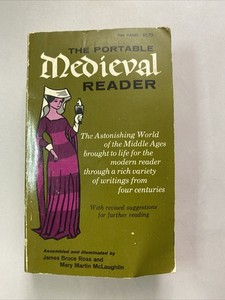 THE PORTABLE
Medieval
READER
The Astonishing World
of the Middle Ages
brought to life for the
modern reader
through a rich variety
of writings from
four centuries
With revised suggestions
for further reading
Assembled and illuminated by
James Bruce Ross and
Mary Martin McLaughlin